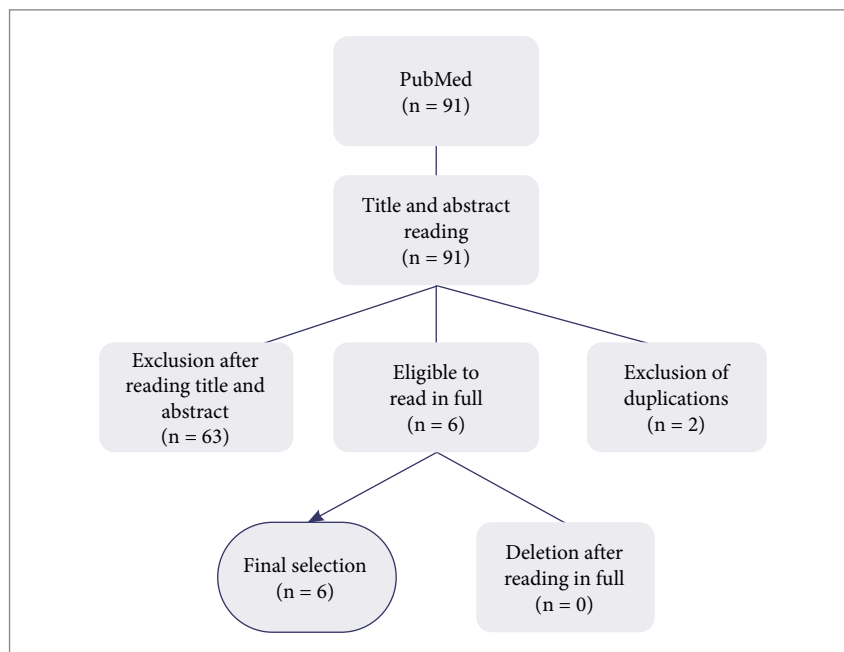 PubMed
(n = 91)
Title and abstract
reading
(n = 91)
Exclusion after
reading title and
abstract
(n = 63)
Eligible to
read in full
(n = 6)
Exclusion of
duplications
(n = 2)
Final selection
(n = 6)
Deletion after
reading in full
(n = 0)